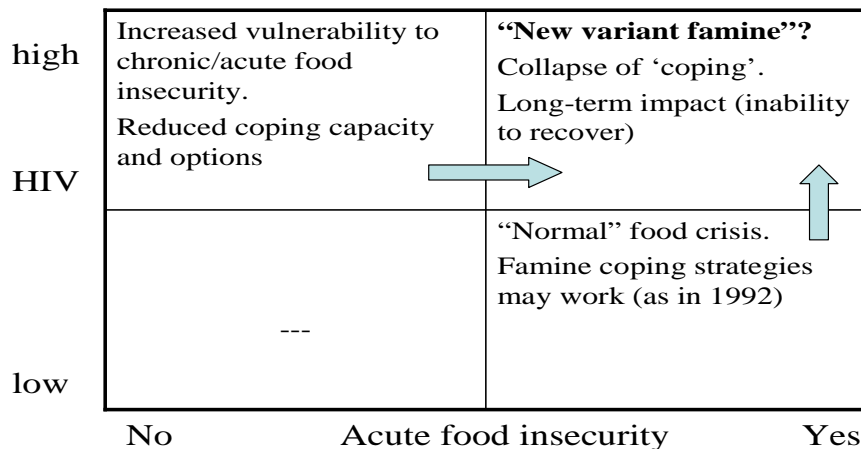 high
HIV
low
Increased vulnerability to
chronic/acute food
insecurity.
Reduced coping capacity
and options
“New variant famine”?
Collapse of ‘coping’.
Long-term impact (inability
to recover)
---
“Normal” food crisis.
Famine coping strategies
may work (as in 1992)
No Acute food insecurity Yes